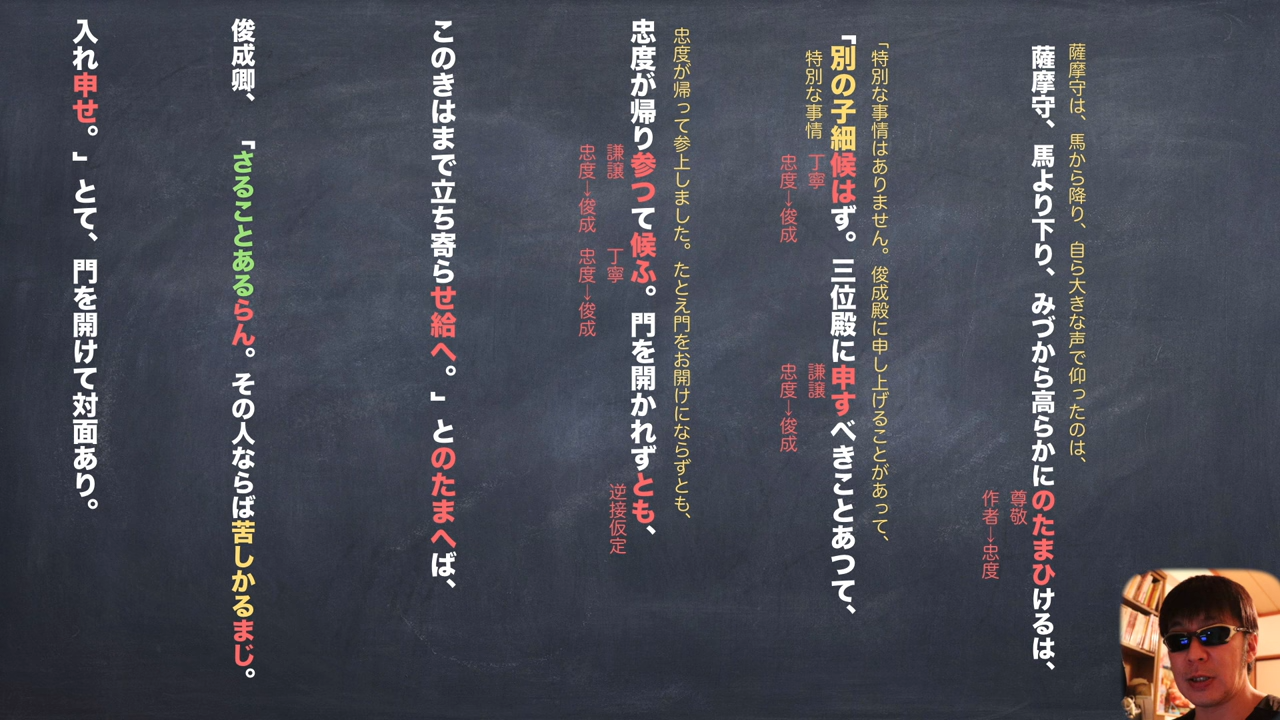 薩摩守は、馬から降り、自ら大きな声で仰ったのは、
薩摩守、馬より下り、みづから高らかにのたまひけるは、
尊敬
作者→忠度
「特別な事情はありません。俊成殿に申し上げることがあって、
「別の子細候はず。三位殿に申すべきことあつて、
特別な事情
丁寧
忠度→俊成
謙譲
忠度→俊成
忠度が帰って参上しました。たとえ門をお開けにならずとも、
忠度が帰り参つて候ふ。門を開かれずとも、
謙譲
忠度→俊成
丁寧
忠度→俊成
逆接仮定
このきはまで立ち寄らせ給へ。」とのたまへば、
俊成卿、「さることあるらん。その人ならば苦しかるまじ。
入れ申せ。」とて、門を開けて対面あり。